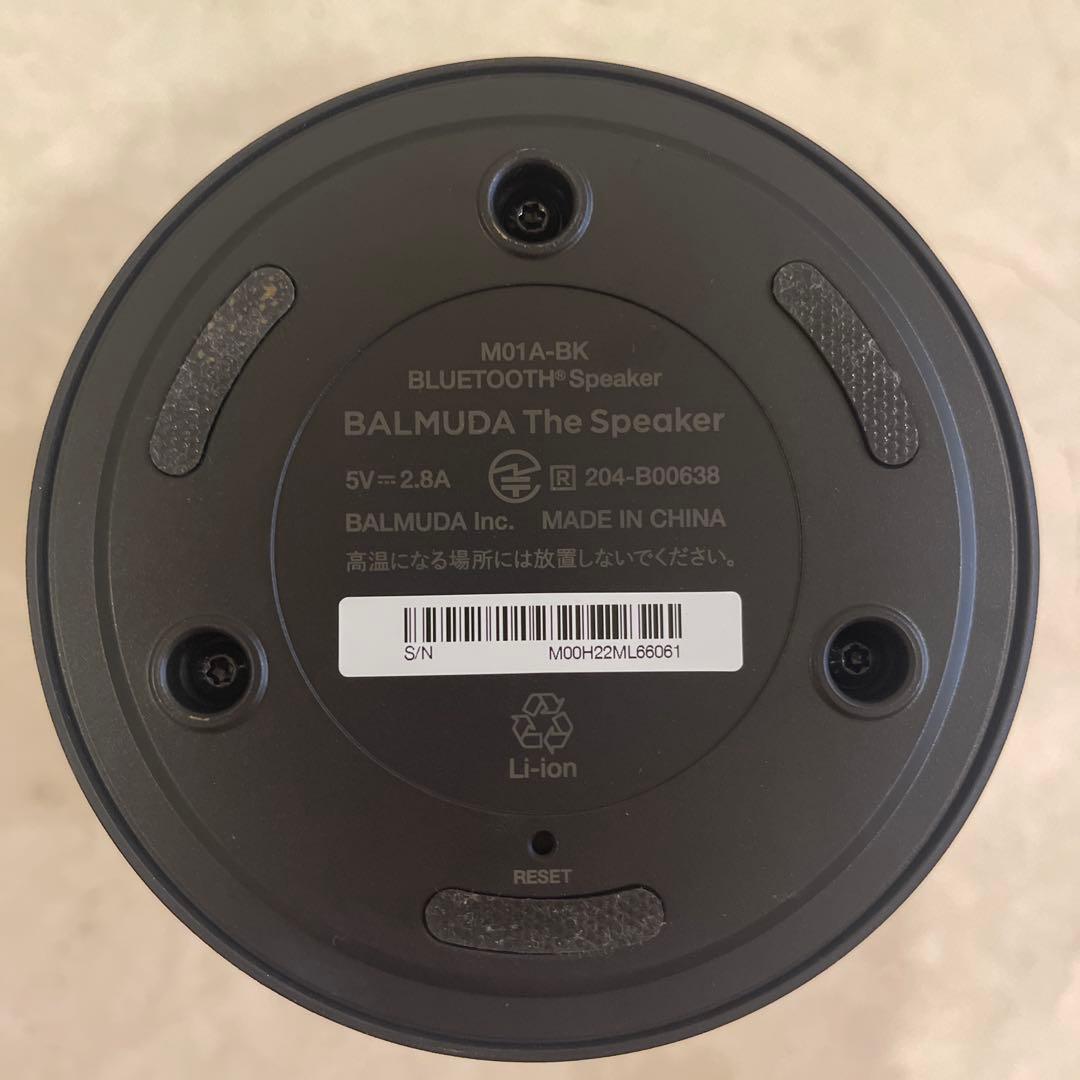 M01A-BK
BLUETOOTH® Speaker
BALMUDA The Speaker
5V⎓2.8A R 204-B00638
BALMUDA Inc. MADE IN CHINA
高温になる場所には放置しないでください。
S/N M00H22ML66061
Li-ion
RESET